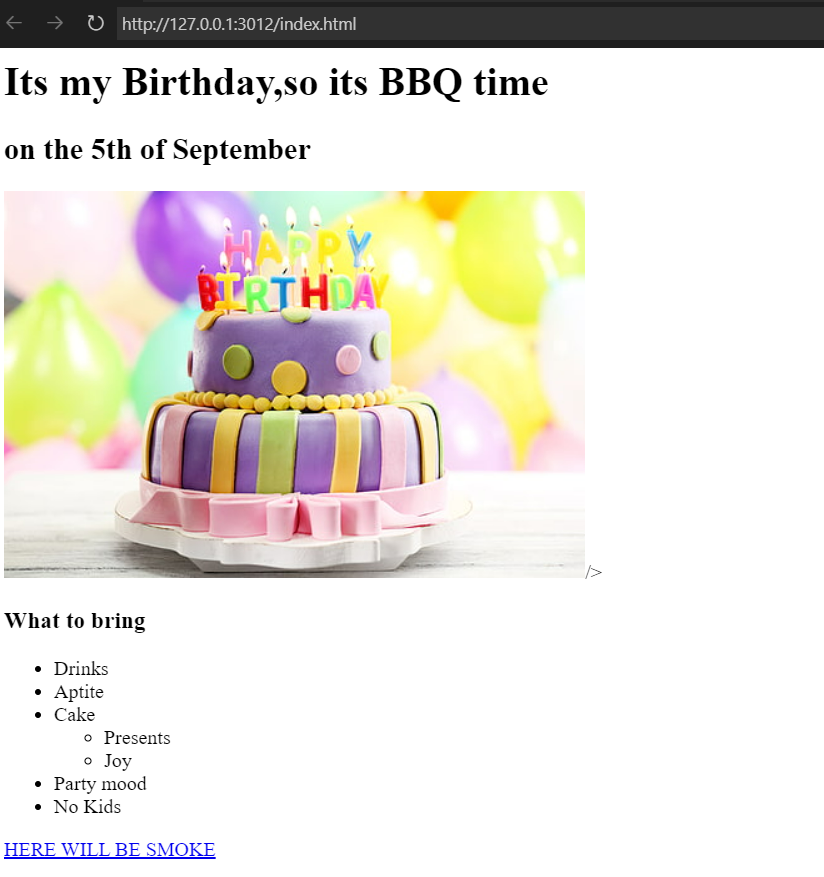 http://127.0.0.1:3012/index.html
Its my Birthday,so its BBQ time
on the 5th of September
HAPPY
BIRTHDAY
/>
What to bring
Drinks
Aptite
Cake
Presents
Joy
Party mood
No Kids
HERE WILL BE SMOKE